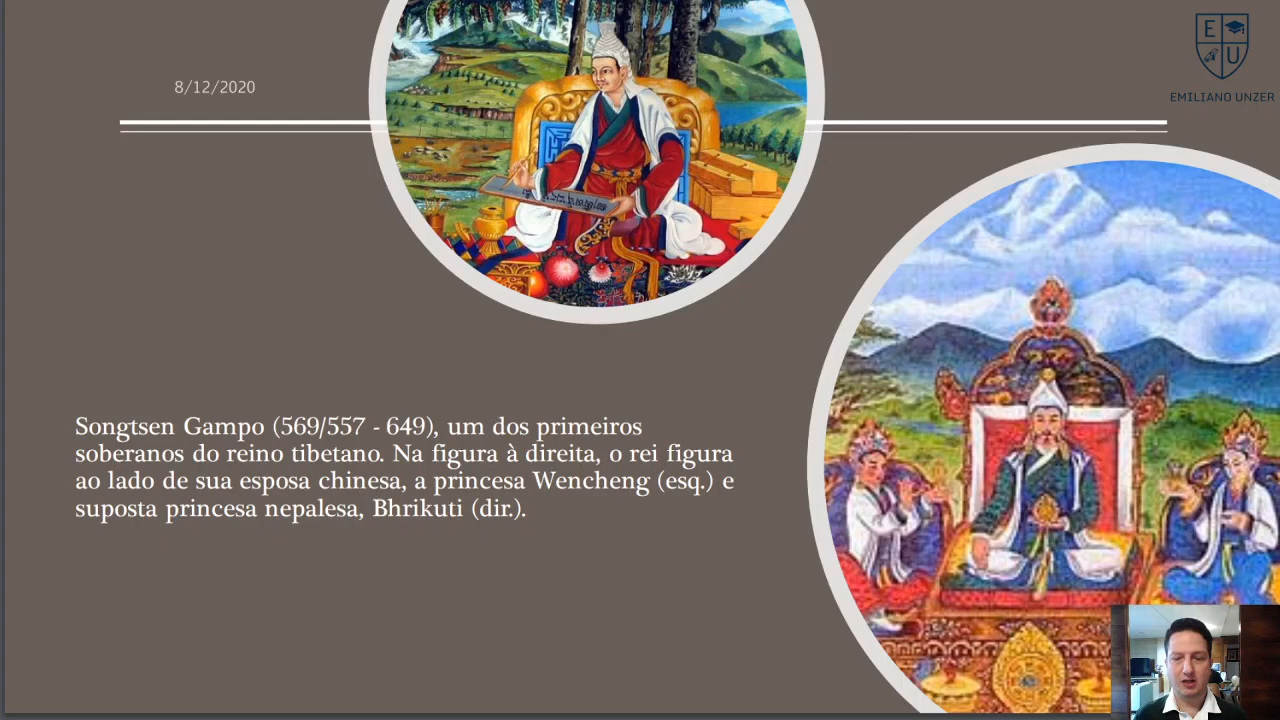 8/12/2020
E
U
EMILIANO UNZER
Songtsen Gampo (569/557 - 649), um dos primeiros
soberanos do reino tibetano. Na figura à direita, o rei figura
ao lado de sua esposa chinesa, a princesa Wencheng (esq.) e
suposta princesa nepalesa, Bhrikuti (dir.).